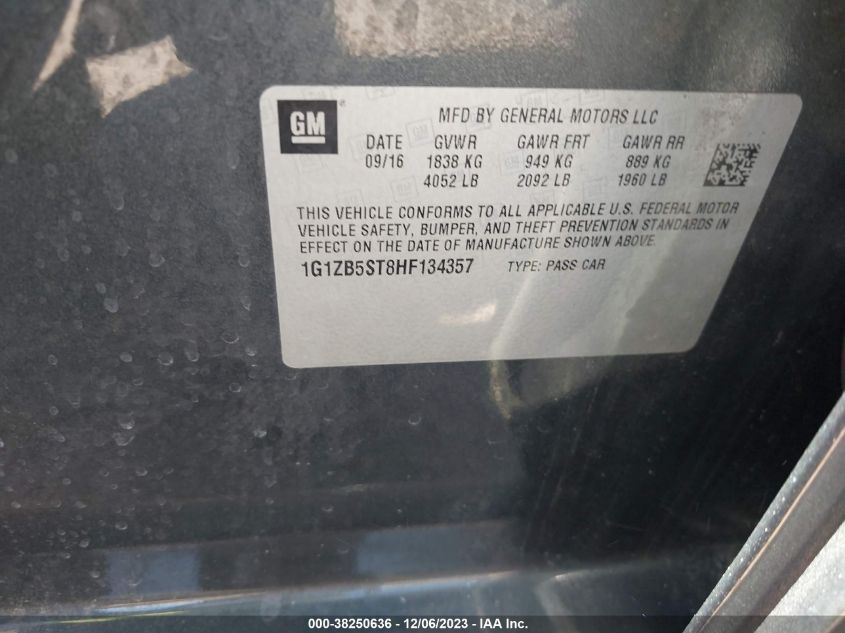 GM ® MFD BY GENERAL MOTORS LLC
DATE GVWR GAWR FRT GAWR RR
09/16 1838 KG 949 KG 889 KG
4052 LB 2092 LB 1960 LB
THIS VEHICLE CONFORMS TO ALL APPLICABLE U.S. FEDERAL MOTOR
VEHICLE SAFETY, BUMPER, AND THEFT PREVENTION STANDARDS IN
EFFECT ON THE DATE OF MANUFACTURE SHOWN ABOVE.
1G1ZB5ST8HF134357 TYPE: PASS CAR
000-38250636 - 12/06/2023 - IAA Inc.